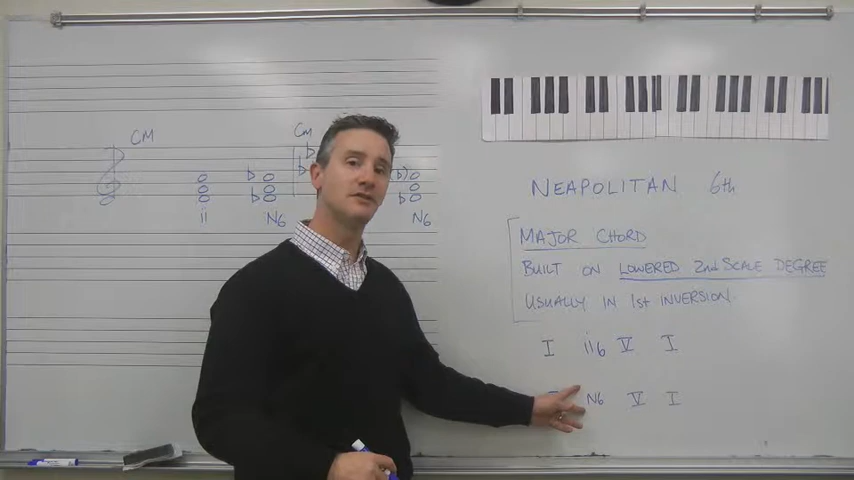 CM
ii
♭ ♭ N6
Cm
♭ ♭
(♭) ♭ N6
NEAPOLITAN 6th
MAJOR CHORD
BUILT ON LOWERED 2nd SCALE DEGREE
USUALLY IN 1st INVERSION
I ii6 V I
N6 V I